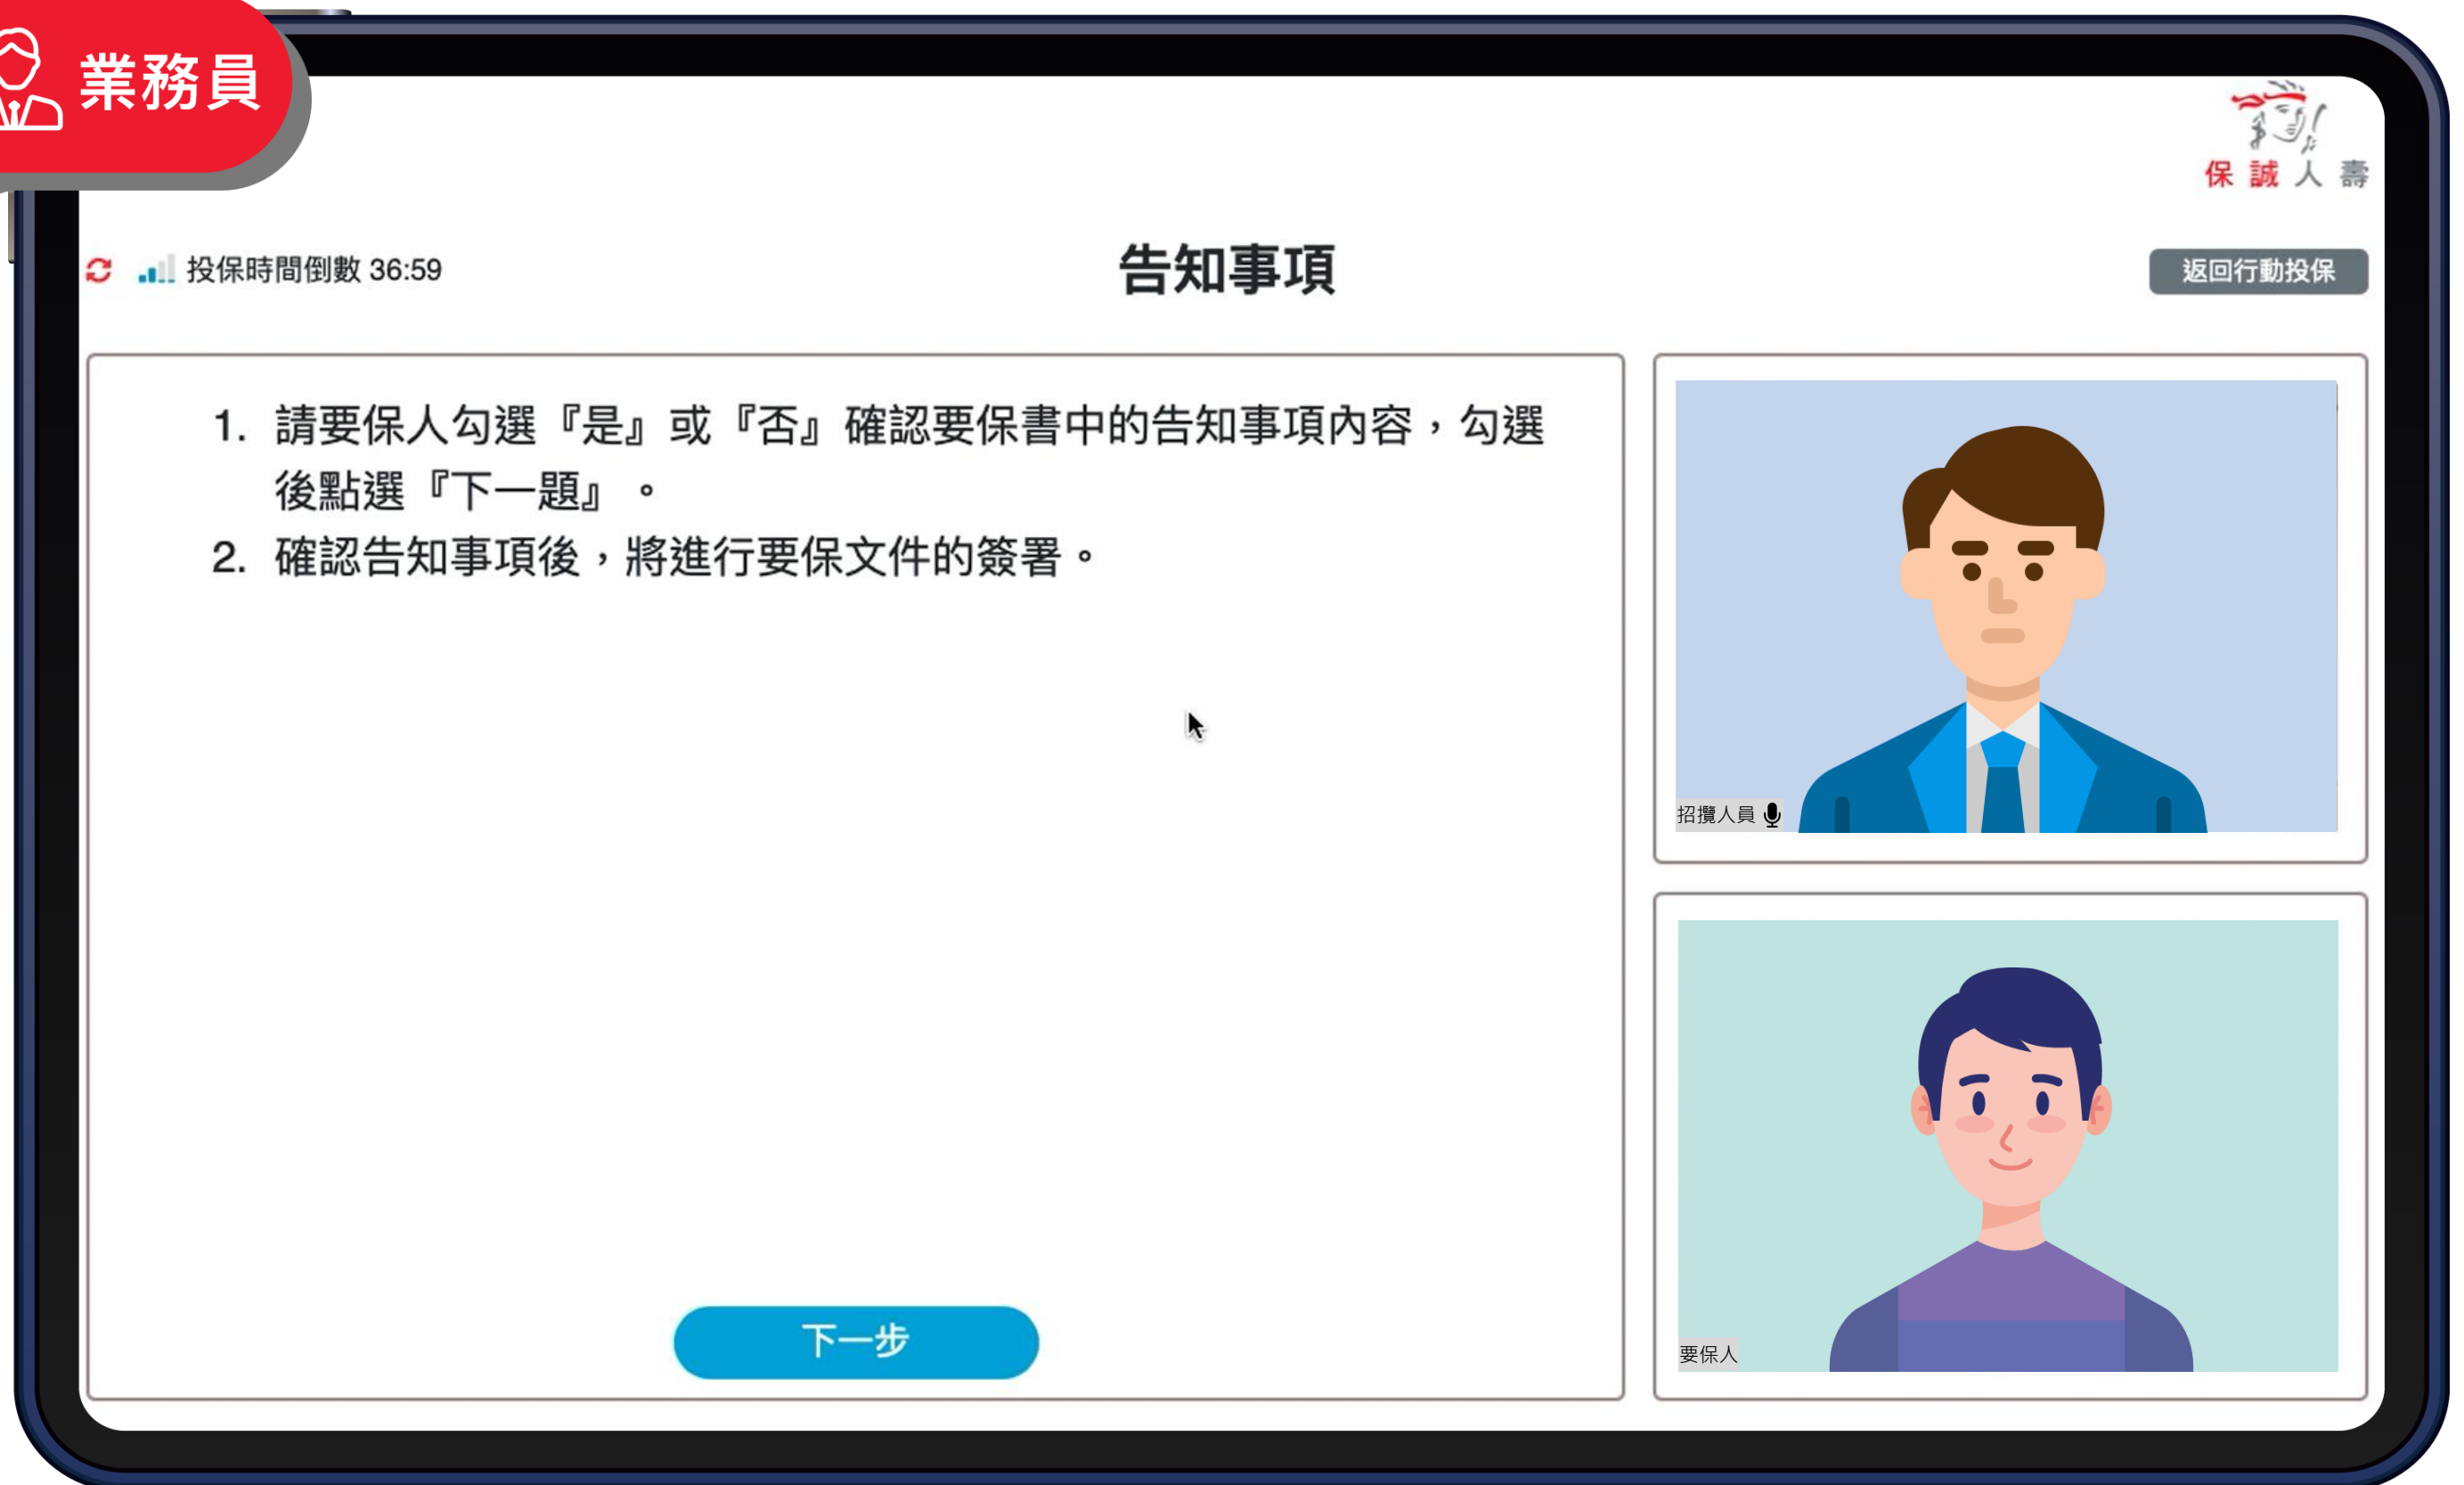 業務員
保誠人壽
投保時間倒數 36:59
告知事項
返回行動投保
1. 請要保人勾選『是』或『否』確認要保書中的告知事項內容，勾選
後點選『下一題』。
2. 確認告知事項後，將進行要保文件的簽署。
下一步
招攬人員
要保人